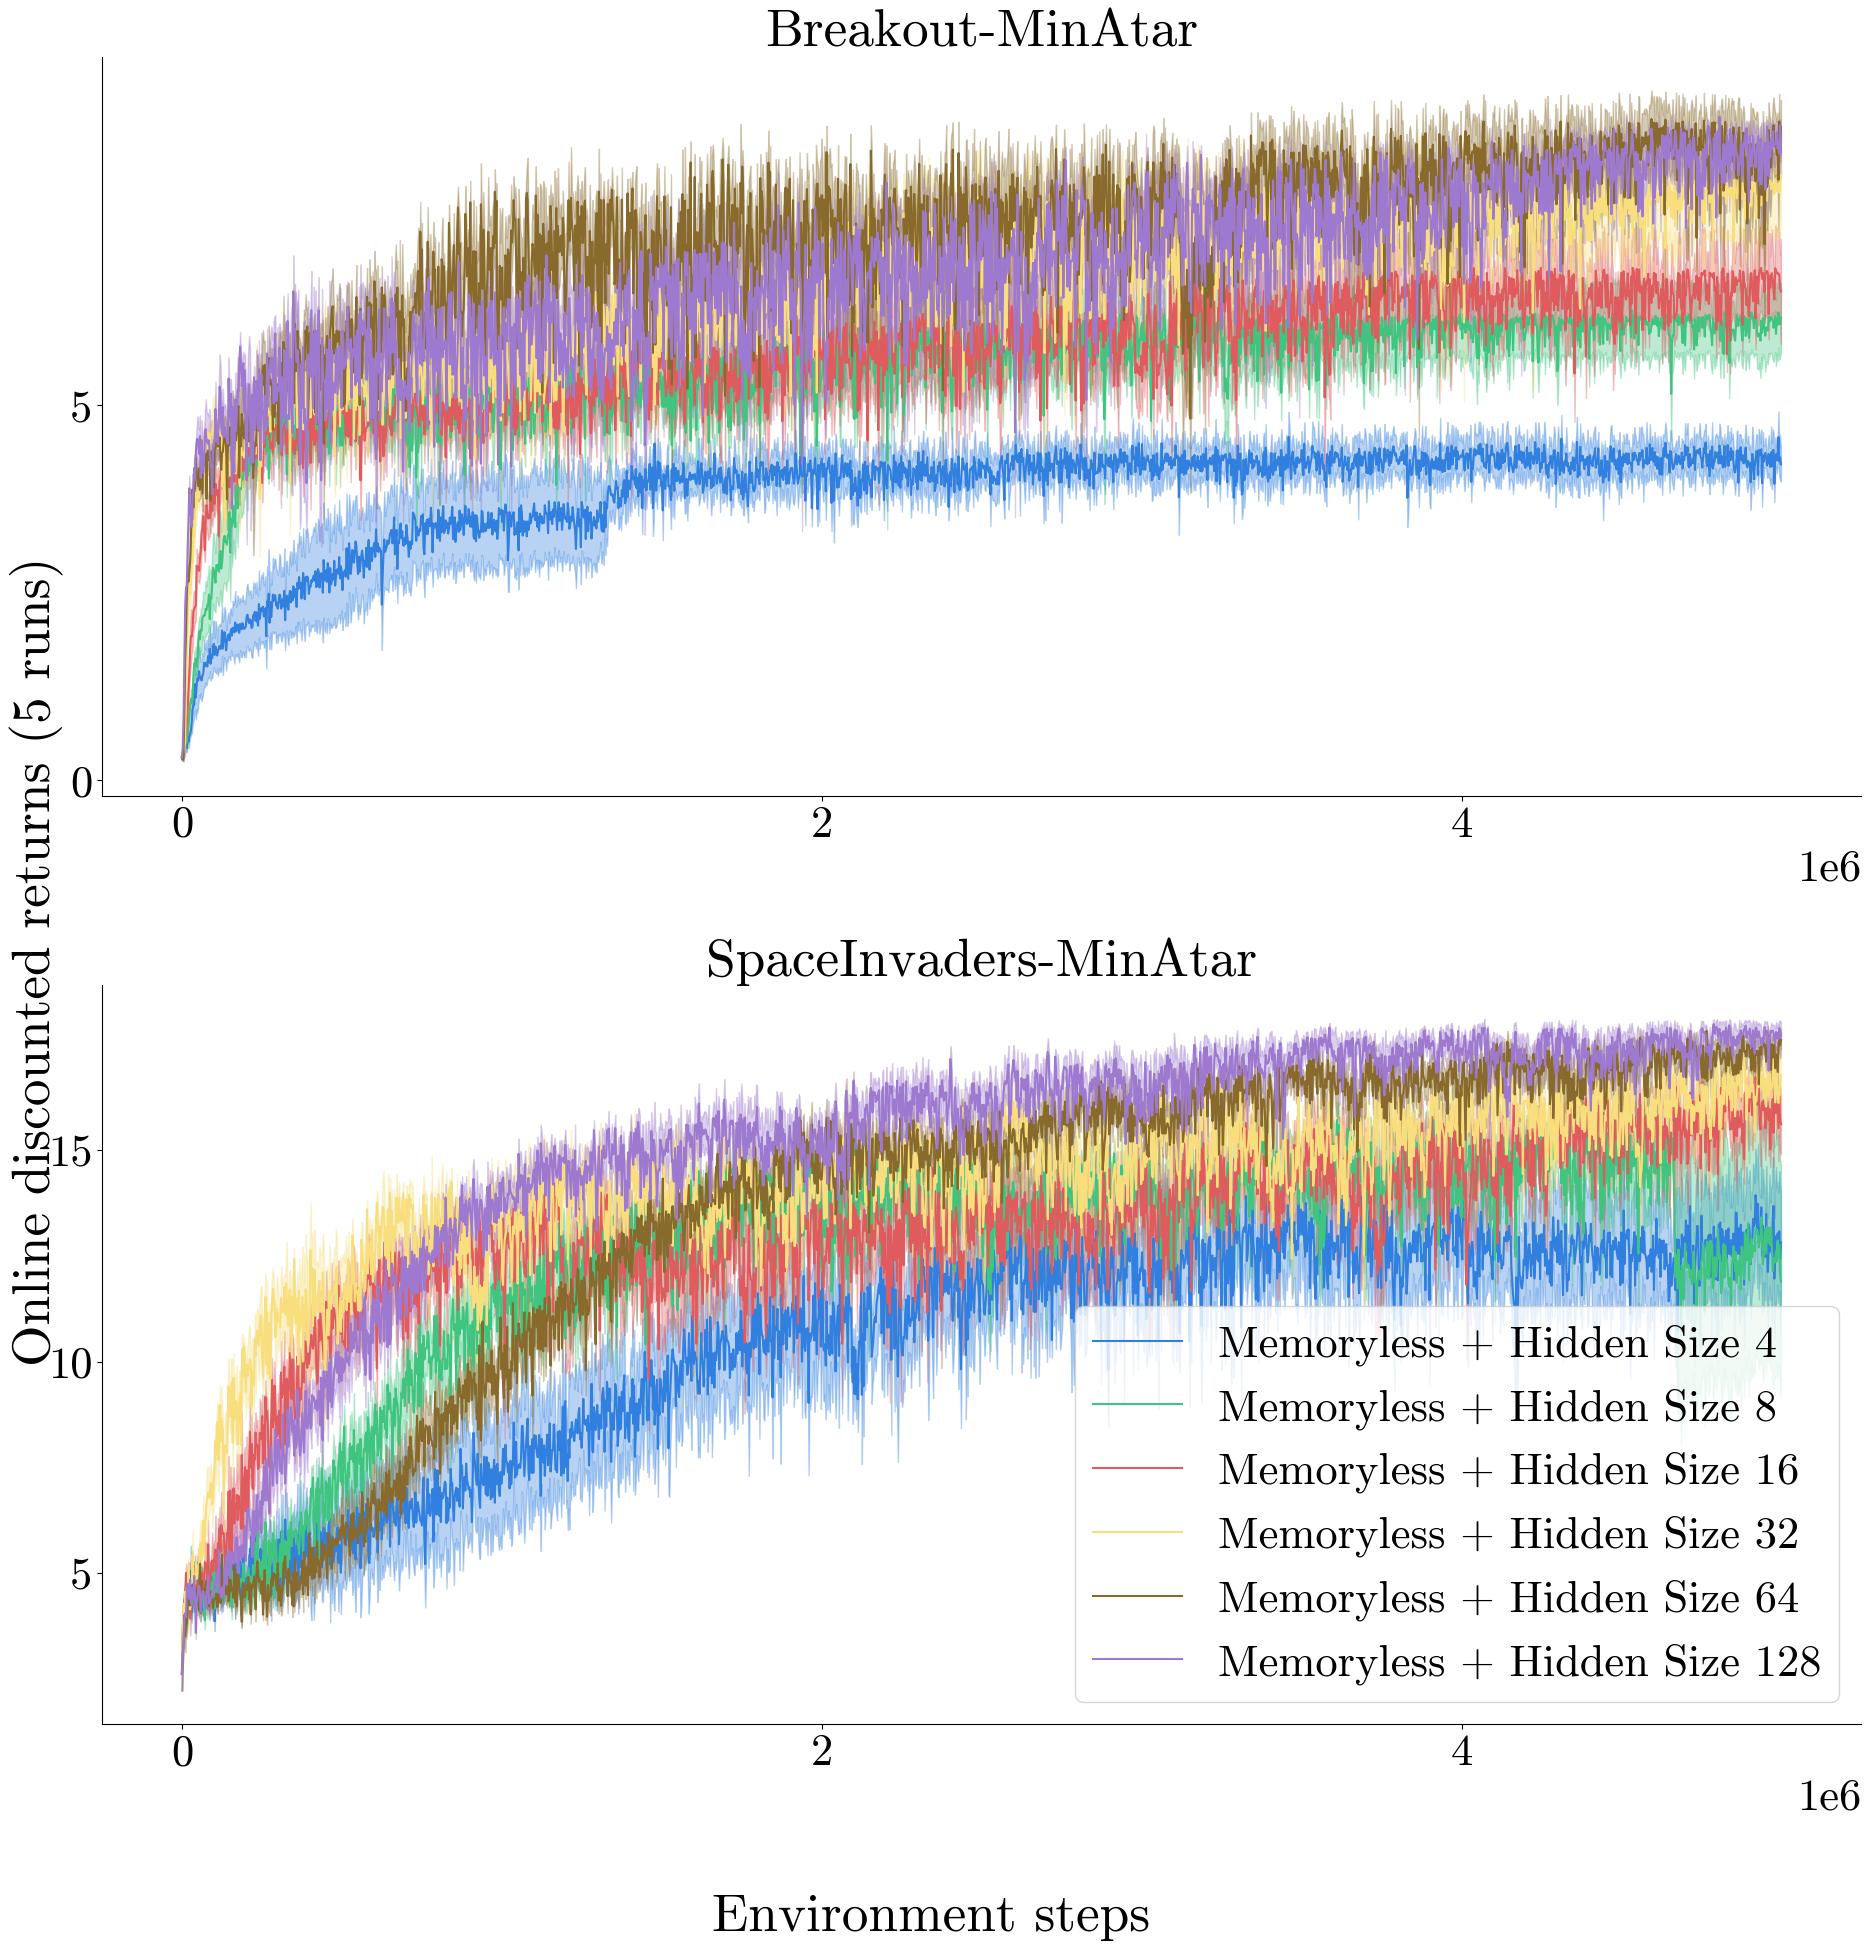 Breakout-MinAtar
Online discounted returns (5 runs)
5
0
0
2
4
1e6
SpaceInvaders-MinAtar
15
10
5
Memoryless + Hidden Size 4
Memoryless + Hidden Size 8
Memoryless + Hidden Size 16
Memoryless + Hidden Size 32
Memoryless + Hidden Size 64
Memoryless + Hidden Size 128
0
2
4
1e6
Environment steps